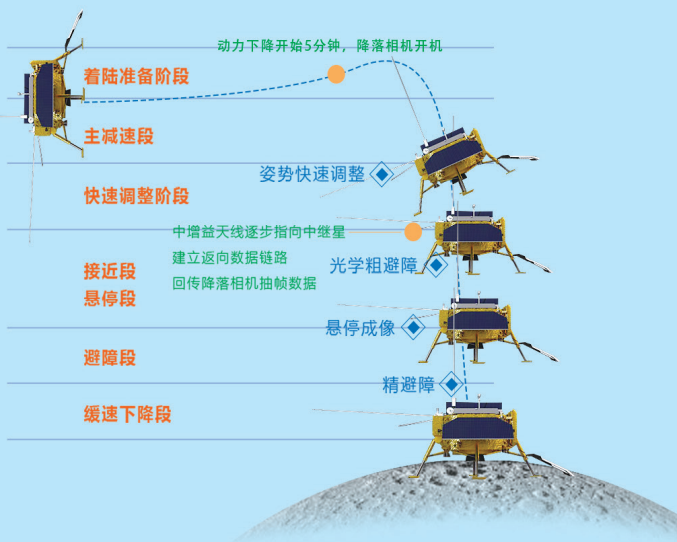 动力下降开始5分钟，降落相机开机
着陆准备阶段
主减速段
姿势快速调整
快速调整阶段
中增益天线逐步指向中继星
建立返向数据链路
光学粗避障
接近段
回传降落相机抽帧数据
悬停段
悬停成像
避障段
精避障
缓速下降段